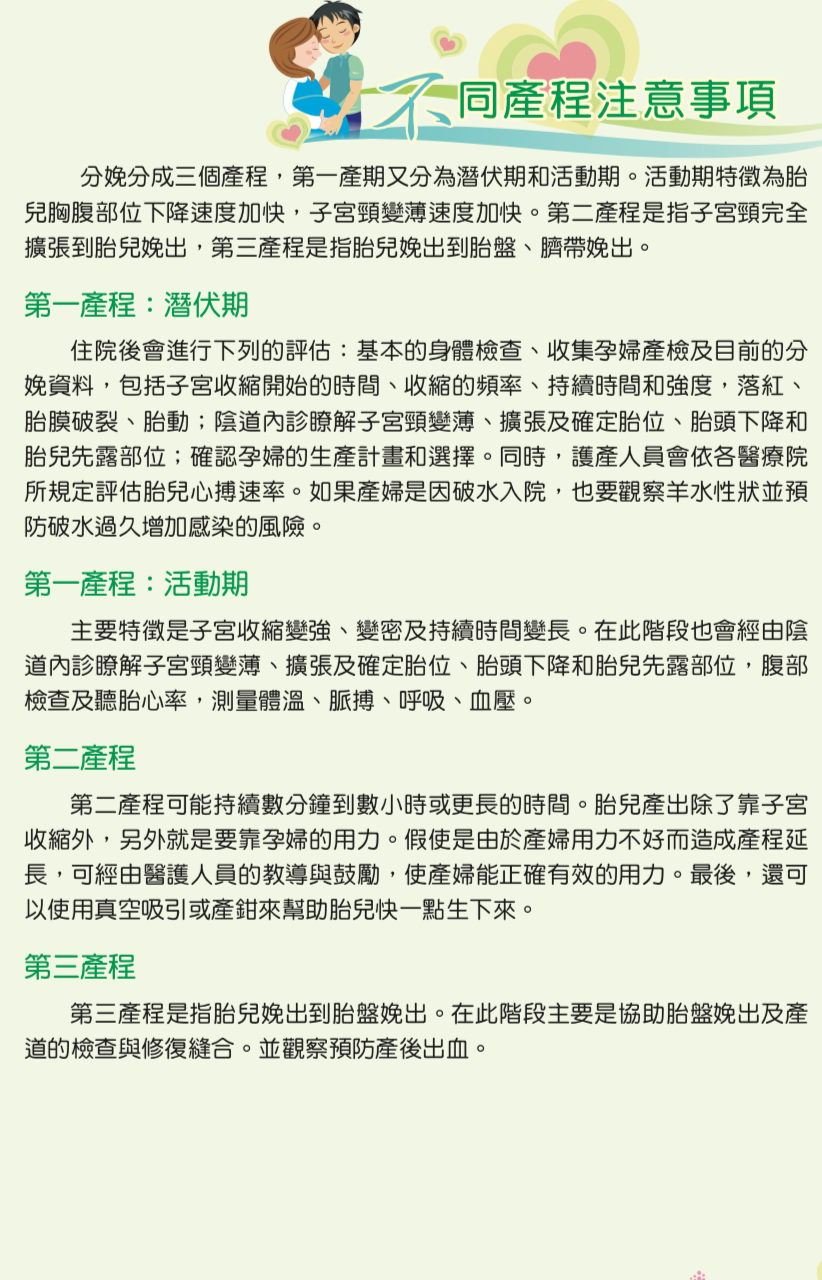 不同產程注意事項
分娩分成三個產程，第一產期又分為潛伏期和活動期。活動期特徵為胎
兒胸腹部位下降速度加快，子宮頸變薄速度加快。第二產程是指子宮頸完全
擴張到胎兒娩出，第三產程是指胎兒娩出到胎盤、臍帶娩出。
第一產程：潛伏期
住院後會進行下列的評估：基本的身體檢查、收集孕婦產檢及目前的分
娩資料，包括子宮收縮開始的時間、收縮的頻率、持續時間和強度，落紅、
胎膜破裂、胎動；陰道內診瞭解子宮頸變薄、擴張及確定胎位、胎頭下降和
胎兒先露部位；確認孕婦的生產計畫和選擇。同時，護產人員會依各醫療院
所規定評估胎兒心搏速率。如果產婦是因破水入院，也要觀察羊水性狀並預
防破水過久增加感染的風險。
第一產程：活動期
主要特徵是子宮收縮變強、變密及持續時間變長。在此階段也會經由陰
道內診瞭解子宮頸變薄、擴張及確定胎位、胎頭下降和胎兒先露部位，腹部
檢查及聽胎心率，測量體溫、脈搏、呼吸、血壓。
第二產程
第二產程可能持續數分鐘到數小時或更長的時間。胎兒產出除了靠子宮
收縮外，另外就是要靠孕婦的用力。假使是由於產婦用力不好而造成產程延
長，可經由醫護人員的教導與鼓勵，使產婦能正確有效的用力。最後，還可
以使用真空吸引或產鉗來幫助胎兒快一點生下來。
第三產程
第三產程是指胎兒娩出到胎盤娩出。在此階段主要是協助胎盤娩出及產
道的檢查與修復縫合。並觀察預防產後出血。